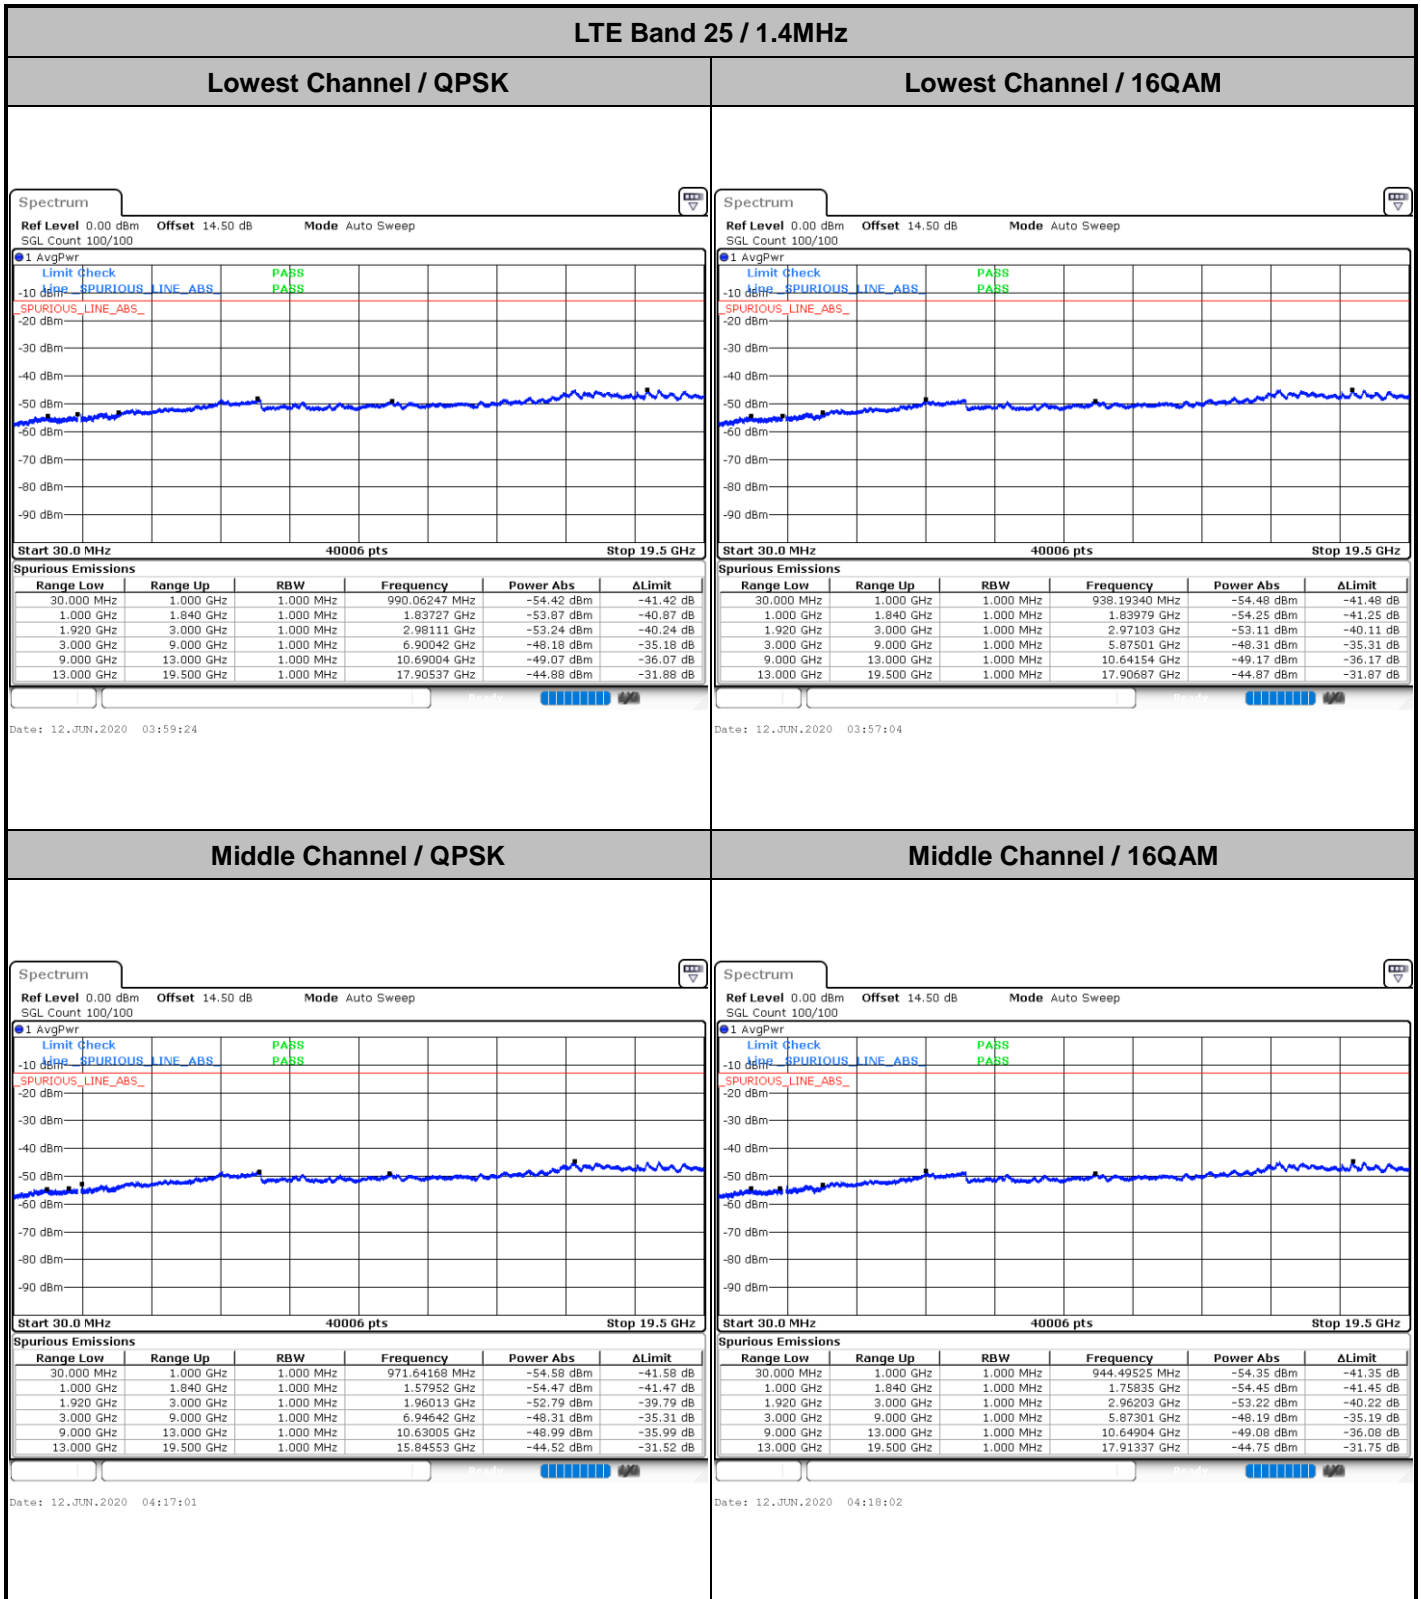 LTE Band 25 / 1.4MHz
Lowest Channel / QPSK
Lowest Channel / 16QAM
Spectrum
Ref Level 0.00 dBm Offset 14.50 dB Mode Auto Sweep
SGL Count 100/100
1 AvgPwr
Limit Check PASS
Line _SPURIOUS_LINE_ABS_ PASS
-10 dBm
_SPURIOUS_LINE_ABS_
-20 dBm
-30 dBm
-40 dBm
-50 dBm
-60 dBm
-70 dBm
-80 dBm
-90 dBm
Start 30.0 MHz 40006 pts Stop 19.5 GHz
Spurious Emissions
Range Low Range Up RBW Frequency Power Abs ΔLimit
30.000 MHz 1.000 GHz 1.000 MHz 990.06247 MHz -54.42 dBm -41.42 dB
1.000 GHz 1.840 GHz 1.000 MHz 1.83727 GHz -53.87 dBm -40.87 dB
1.920 GHz 3.000 GHz 1.000 MHz 2.98111 GHz -53.24 dBm -40.24 dB
3.000 GHz 9.000 GHz 1.000 MHz 6.90042 GHz -48.18 dBm -35.18 dB
9.000 GHz 13.000 GHz 1.000 MHz 10.69004 GHz -49.07 dBm -36.07 dB
13.000 GHz 19.500 GHz 1.000 MHz 17.90537 GHz -44.88 dBm -31.88 dB
Ready
Date: 12.JUN.2020 03:59:24
Spectrum
Ref Level 0.00 dBm Offset 14.50 dB Mode Auto Sweep
SGL Count 100/100
1 AvgPwr
Limit Check PASS
Line _SPURIOUS_LINE_ABS_ PASS
-10 dBm
_SPURIOUS_LINE_ABS_
-20 dBm
-30 dBm
-40 dBm
-50 dBm
-60 dBm
-70 dBm
-80 dBm
-90 dBm
Start 30.0 MHz 40006 pts Stop 19.5 GHz
Spurious Emissions
Range Low Range Up RBW Frequency Power Abs ΔLimit
30.000 MHz 1.000 GHz 1.000 MHz 938.19340 MHz -54.48 dBm -41.48 dB
1.000 GHz 1.840 GHz 1.000 MHz 1.83979 GHz -54.25 dBm -41.25 dB
1.920 GHz 3.000 GHz 1.000 MHz 2.97103 GHz -53.11 dBm -40.11 dB
3.000 GHz 9.000 GHz 1.000 MHz 5.87501 GHz -48.31 dBm -35.31 dB
9.000 GHz 13.000 GHz 1.000 MHz 10.64154 GHz -49.17 dBm -36.17 dB
13.000 GHz 19.500 GHz 1.000 MHz 17.90687 GHz -44.87 dBm -31.87 dB
Ready
Date: 12.JUN.2020 03:57:04
Middle Channel / QPSK
Middle Channel / 16QAM
Spectrum
Ref Level 0.00 dBm Offset 14.50 dB Mode Auto Sweep
SGL Count 100/100
1 AvgPwr
Limit Check PASS
Line _SPURIOUS_LINE_ABS_ PASS
-10 dBm
_SPURIOUS_LINE_ABS_
-20 dBm
-30 dBm
-40 dBm
-50 dBm
-60 dBm
-70 dBm
-80 dBm
-90 dBm
Start 30.0 MHz 40006 pts Stop 19.5 GHz
Spurious Emissions
Range Low Range Up RBW Frequency Power Abs ΔLimit
30.000 MHz 1.000 GHz 1.000 MHz 971.64168 MHz -54.58 dBm -41.58 dB
1.000 GHz 1.840 GHz 1.000 MHz 1.57952 GHz -54.47 dBm -41.47 dB
1.920 GHz 3.000 GHz 1.000 MHz 1.96013 GHz -52.79 dBm -39.79 dB
3.000 GHz 9.000 GHz 1.000 MHz 6.94642 GHz -48.31 dBm -35.31 dB
9.000 GHz 13.000 GHz 1.000 MHz 10.63005 GHz -48.99 dBm -35.99 dB
13.000 GHz 19.500 GHz 1.000 MHz 15.84553 GHz -44.52 dBm -31.52 dB
Ready
Date: 12.JUN.2020 04:17:01
Spectrum
Ref Level 0.00 dBm Offset 14.50 dB Mode Auto Sweep
SGL Count 100/100
1 AvgPwr
Limit Check PASS
Line _SPURIOUS_LINE_ABS_ PASS
-10 dBm
_SPURIOUS_LINE_ABS_
-20 dBm
-30 dBm
-40 dBm
-50 dBm
-60 dBm
-70 dBm
-80 dBm
-90 dBm
Start 30.0 MHz 40006 pts Stop 19.5 GHz
Spurious Emissions
Range Low Range Up RBW Frequency Power Abs ΔLimit
30.000 MHz 1.000 GHz 1.000 MHz 944.49525 MHz -54.35 dBm -41.35 dB
1.000 GHz 1.840 GHz 1.000 MHz 1.75835 GHz -54.45 dBm -41.45 dB
1.920 GHz 3.000 GHz 1.000 MHz 2.96203 GHz -53.22 dBm -40.22 dB
3.000 GHz 9.000 GHz 1.000 MHz 5.87301 GHz -48.19 dBm -35.19 dB
9.000 GHz 13.000 GHz 1.000 MHz 10.64904 GHz -49.08 dBm -36.08 dB
13.000 GHz 19.500 GHz 1.000 MHz 17.91337 GHz -44.75 dBm -31.75 dB
Ready
Date: 12.JUN.2020 04:18:02